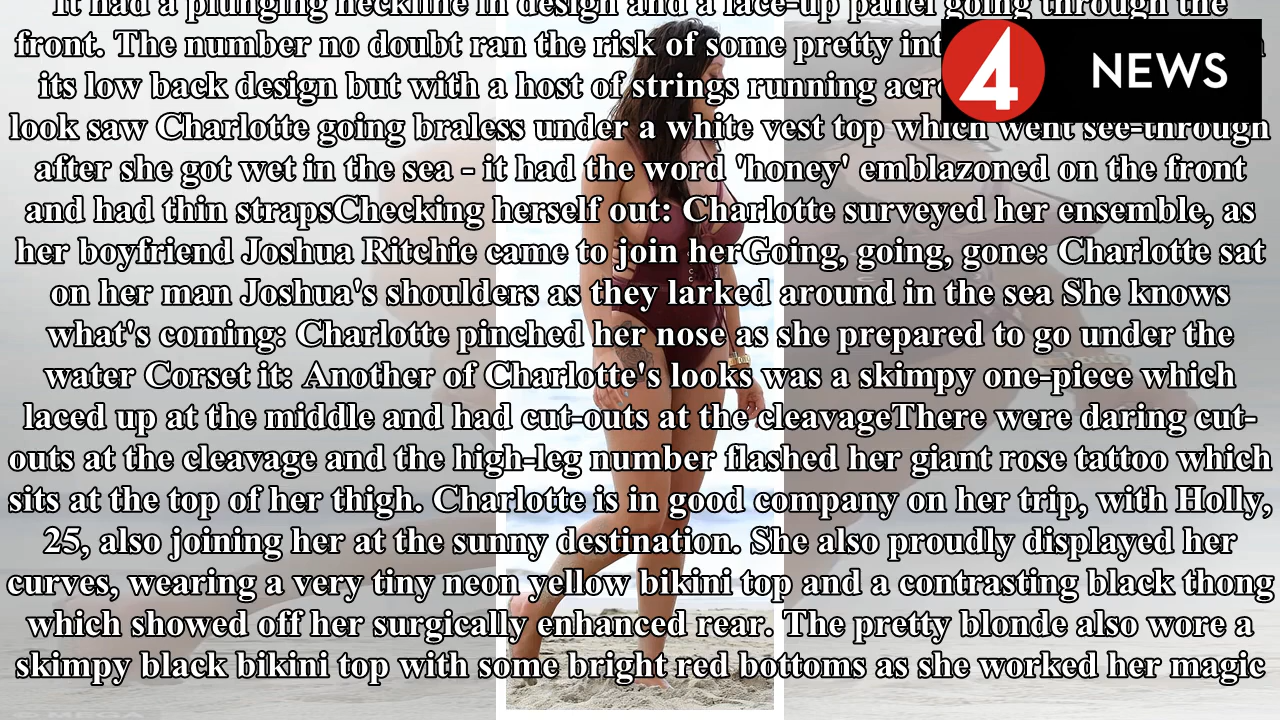 It had a plunging neckline in design and a lace-up panel going through the
front. The number no doubt ran the risk of some pretty
its low back design but with a host of strings running
4 NEWS
look saw Charlotte going braless under a white vest top which went see-through
after she got wet in the sea - it had the word 'honey' emblazoned on the front
and had thin strapsChecking herself out: Charlotte surveyed her ensemble, as
her boyfriend Joshua Ritchie came to join herGoing, going, gone: Charlotte sat
on her man Joshua's shoulders as they larked around in the sea She knows
what's coming: Charlotte pinched her nose as she prepared to go under the
water Corset it: Another of Charlotte's looks was a skimpy one-piece which
laced up at the middle and had cut-outs at the cleavageThere were daring cut-
outs at the cleavage and the high-leg number flashed her giant rose tattoo which
sits at the top of her thigh. Charlotte is in good company on her trip, with Holly,
25, also joining her at the sunny destination. She also proudly displayed her
curves, wearing a very tiny neon yellow bikini top and a contrasting black thong
which showed off her surgically enhanced rear. The pretty blonde also wore a
skimpy black bikini top with some bright red bottoms as she worked her magic